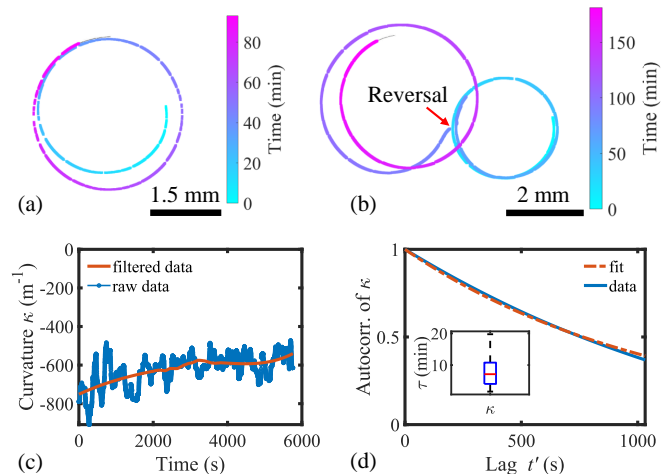 80
60
40
20
0
Time (min)
1.5 mm
(a)
Reversal
150
100
50
0
Time (min)
2 mm
(b)
0
-200
-400
-600
-800
Curvature κ (m⁻¹)
filtered data
raw data
0 2000 4000 6000
Time (s)
(c)
1
0.5
0
Autocorr. of κ
fit
data
20
10
τ (min)
κ
0 500 1000
Lag t′ (s)
(d)